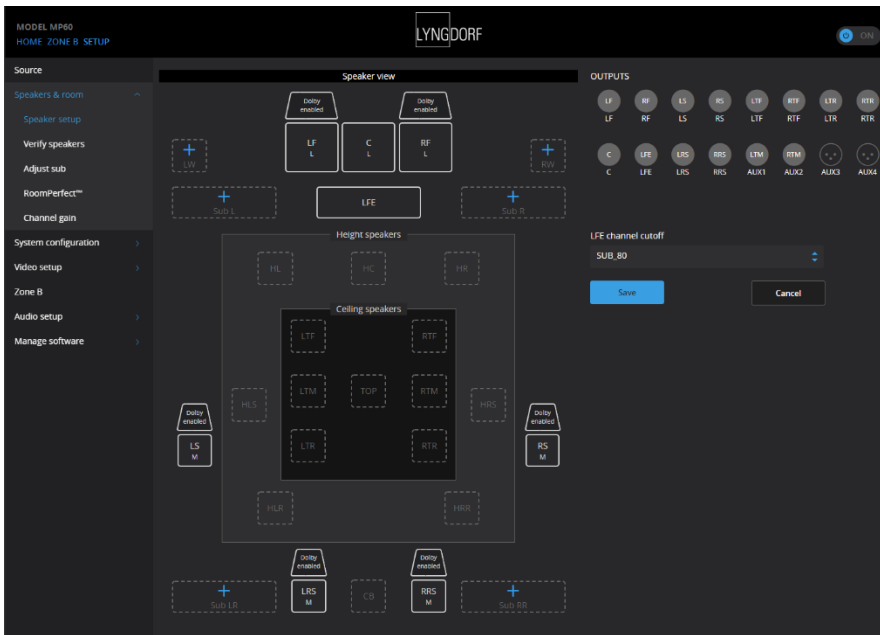 MODEL MP60
HOME ZONE B SETUP
LYNGDORF
ON
Source
Speakers & room
Speaker setup
Verify speakers
Adjust sub
RoomPerfect™
Channel gain
System configuration
Video setup
Zone B
Audio setup
Manage software
Speaker view
Dolby
enabled
Dolby
enabled
LF
L
C
L
RF
L
+
LW
+
RW
+
Sub L
LFE
+
Sub R
Height speakers
HL
HC
HR
Ceiling speakers
LTF
RTF
LTM
TOP
RTM
HLS
HRS
Dolby
enabled
LS
M
Dolby
enabled
RS
M
LTR
RTR
HLR
HRR
Dolby
enabled
Dolby
enabled
+
Sub LR
LRS
M
CB
RRS
M
+
Sub RR
OUTPUTS
LF RF LS RS LTF RTF LTR RTR
LF RF LS RS LTF RTF LTR RTR
C LFE LRS RRS LTM RTM
C LFE LRS RRS AUX1 AUX2 AUX3 AUX4
LFE channel cutoff
SUB_80
Save
Cancel